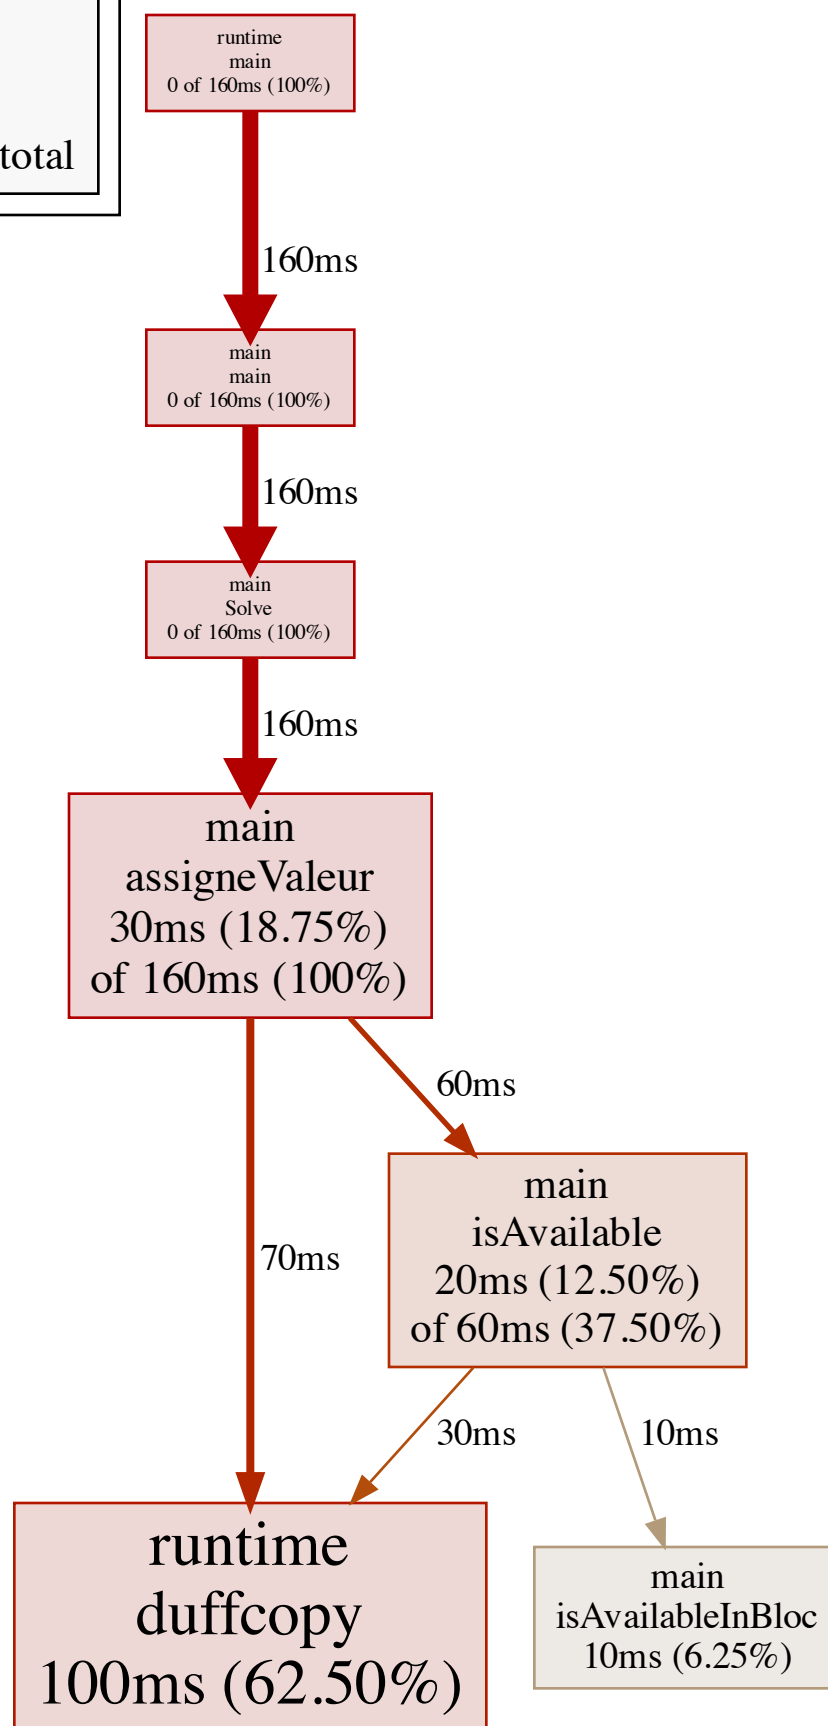 total
runtime
main
0 of 160ms (100%)
160ms
main
main
0 of 160ms (100%)
160ms
main
Solve
0 of 160ms (100%)
160ms
main
assigneValeur
30ms (18.75%)
of 160ms (100%)
60ms
70ms
main
isAvailable
20ms (12.50%)
of 60ms (37.50%)
30ms
10ms
runtime
duffcopy
100ms (62.50%)
main
isAvailableInBloc
10ms (6.25%)